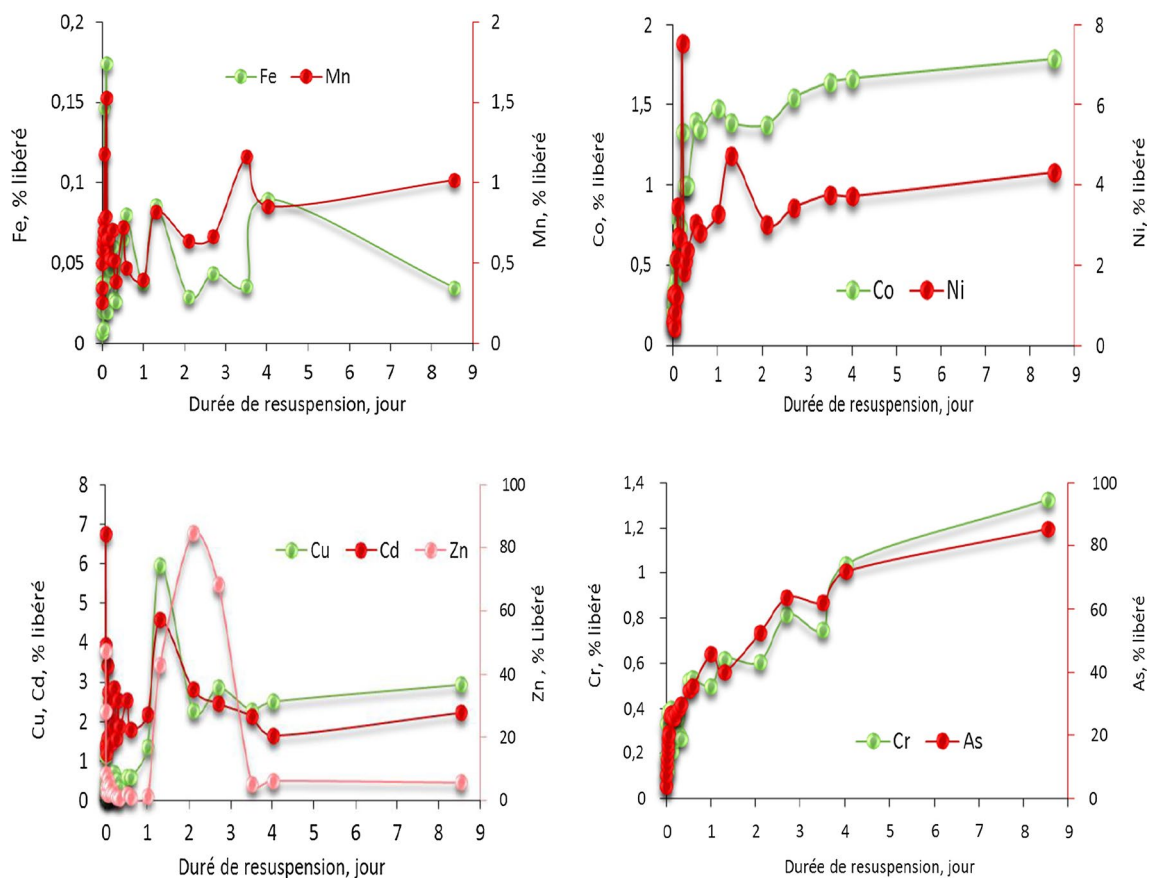 0,2
0,15
0,1
0,05
0
Fe, % libéré
Fe Mn
2
1,5
1
0,5
0
Mn, % libéré
0 1 2 3 4 5 6 7 8 9
Durée de resuspension, jour
2
1,5
1
0,5
0
Co, % libéré
Co Ni
8
6
4
2
0
Ni, % libéré
0 1 2 3 4 5 6 7 8 9
Durée de resuspension, jour
8
7
6
5
4
3
2
1
0
Cu, Cd, % libéré
Cu Cd Zn
100
80
60
40
20
0
Zn, % Libéré
0 1 2 3 4 5 6 7 8 9
Duré de resuspension, jour
1,4
1,2
1
0,8
0,6
0,4
0,2
0
Cr, % libéré
Cr As
100
80
60
40
20
0
As, % libéré
0 1 2 3 4 5 6 7 8 9
Durée de resuspension, jour